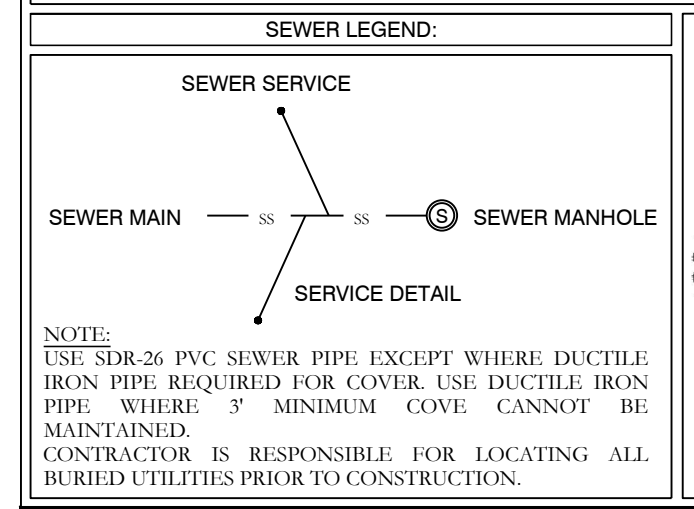 SEWER LEGEND:
SEWER SERVICE
SEWER MAIN SS SS S SEWER MANHOLE
SERVICE DETAIL
NOTE:
USE SDR-26 PVC SEWER PIPE EXCEPT WHERE DUCTILE
IRON PIPE REQUIRED FOR COVER. USE DUCTILE IRON
PIPE WHERE 3' MINIMUM COVE CANNOT BE
MAINTAINED.
CONTRACTOR IS RESPONSIBLE FOR LOCATING ALL
BURIED UTILITIES PRIOR TO CONSTRUCTION.